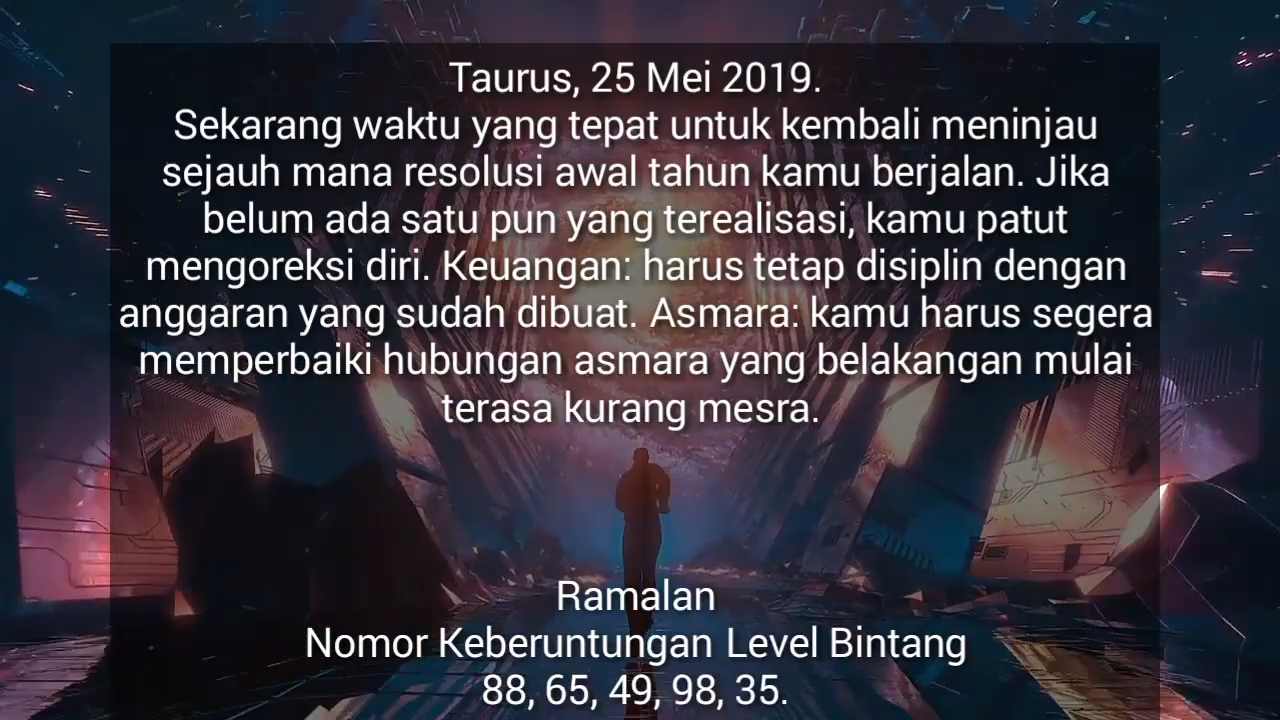 Taurus, 25 Mei 2019.
Sekarang waktu yang tepat untuk kembali meninjau
sejauh mana resolusi awal tahun kamu berjalan. Jika
belum ada satu pun yang terealisasi, kamu patut
mengoreksi diri. Keuangan: harus tetap disiplin dengan
anggaran yang sudah dibuat. Asmara: kamu harus segera
memperbaiki hubungan asmara yang belakangan mulai
terasa kurang mesra.
Ramalan
Nomor Keberuntungan Level Bintang
88, 65, 49, 98, 35.